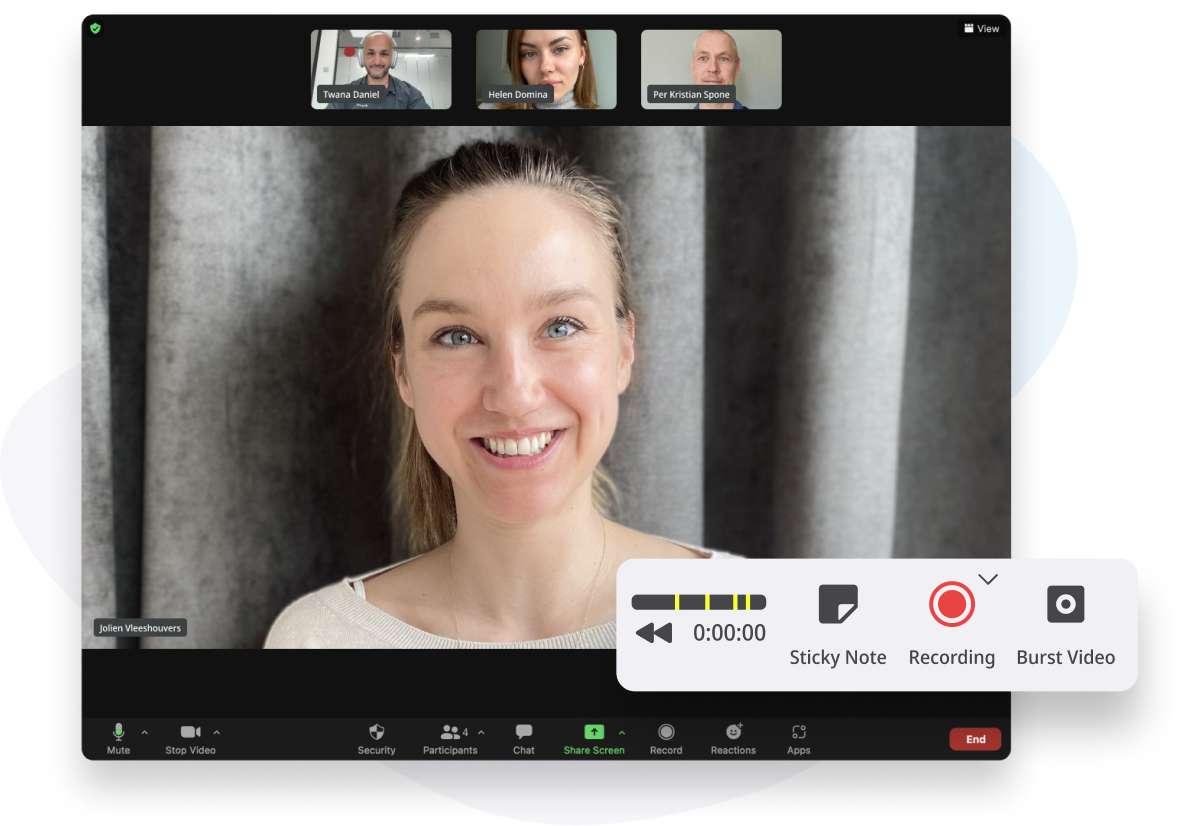 View
Twana Daniel
Helen Domina
Per Kristian Spone
Jolien Vleeshouvers
0:00:00
Sticky Note
Recording
Burst Video
4
Mute
Stop Video
Security
Participants
Chat
Share Screen
Record
Reactions
Apps
End